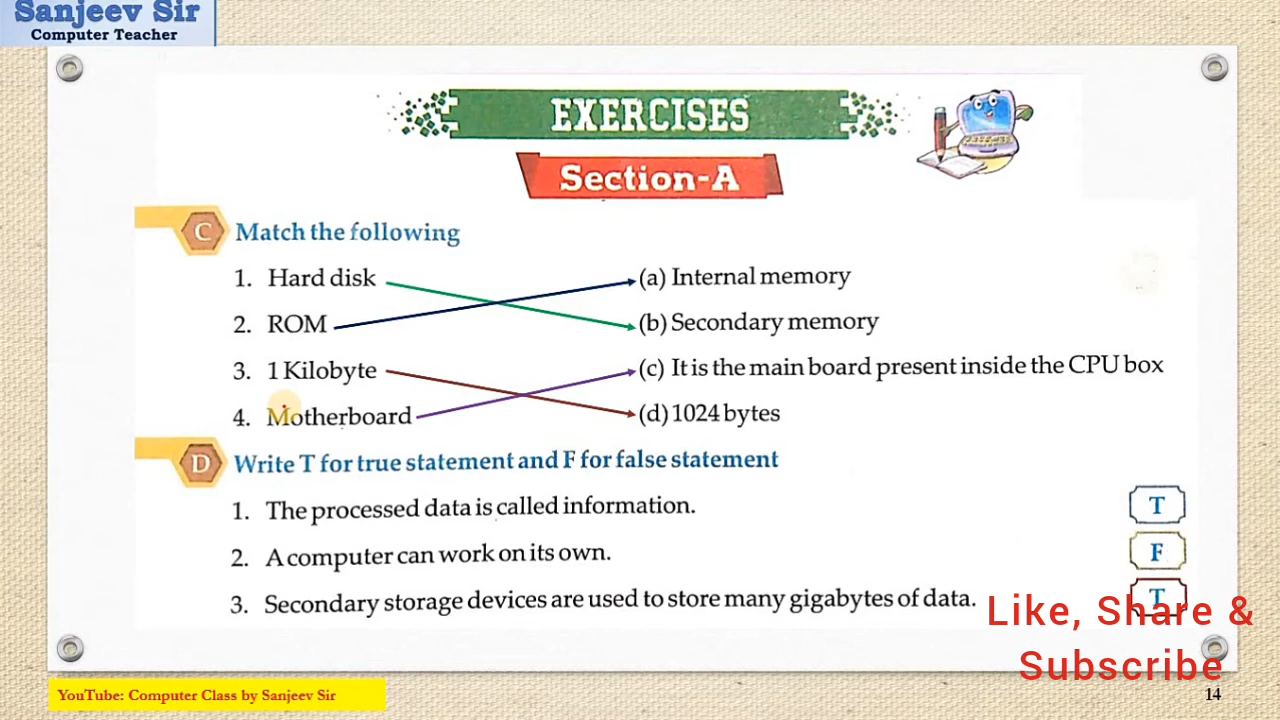 Sanjeev Sir
Computer Teacher
EXERCISES
Section-A
C Match the following
1. Hard disk (a) Internal memory
2. ROM (b) Secondary memory
3. 1 Kilobyte (c) It is the main board present inside the CPU box
4. Motherboard (d) 1024 bytes
D Write T for true statement and F for false statement
1. The processed data is called information. T
2. A computer can work on its own. F
3. Secondary storage devices are used to store many gigabytes of data. T
Like, Share &
Subscribe
YouTube: Computer Class by Sanjeev Sir 14